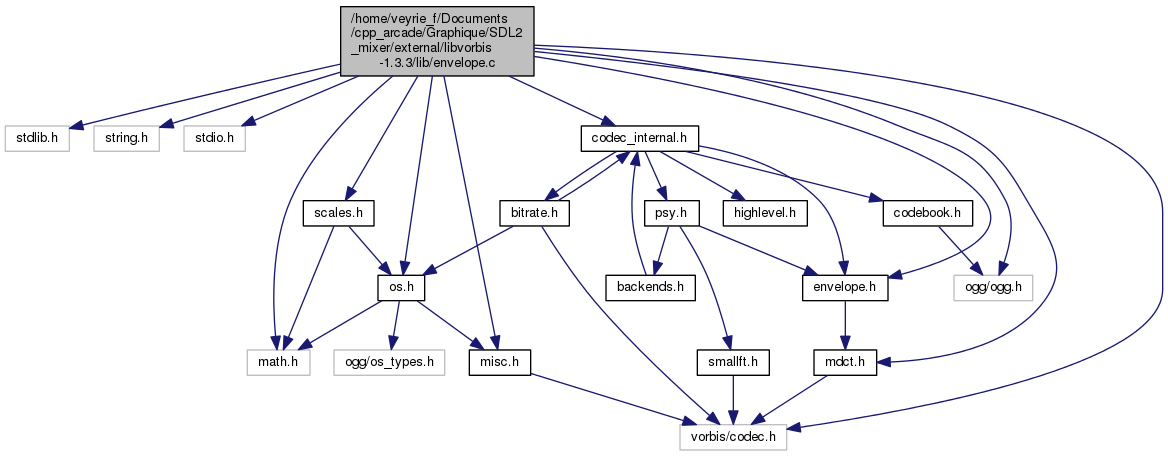 /home/veyrie_f/Documents
/cpp_arcade/Graphique/SDL2
_mixer/external/libvorbis
-1.3.3/lib/envelope.c
stdlib.h
string.h
stdio.h
codec_internal.h
scales.h
bitrate.h
psy.h
highlevel.h
codebook.h
os.h
backends.h
envelope.h
ogg/ogg.h
math.h
ogg/os_types.h
misc.h
smallft.h
mdct.h
vorbis/codec.h